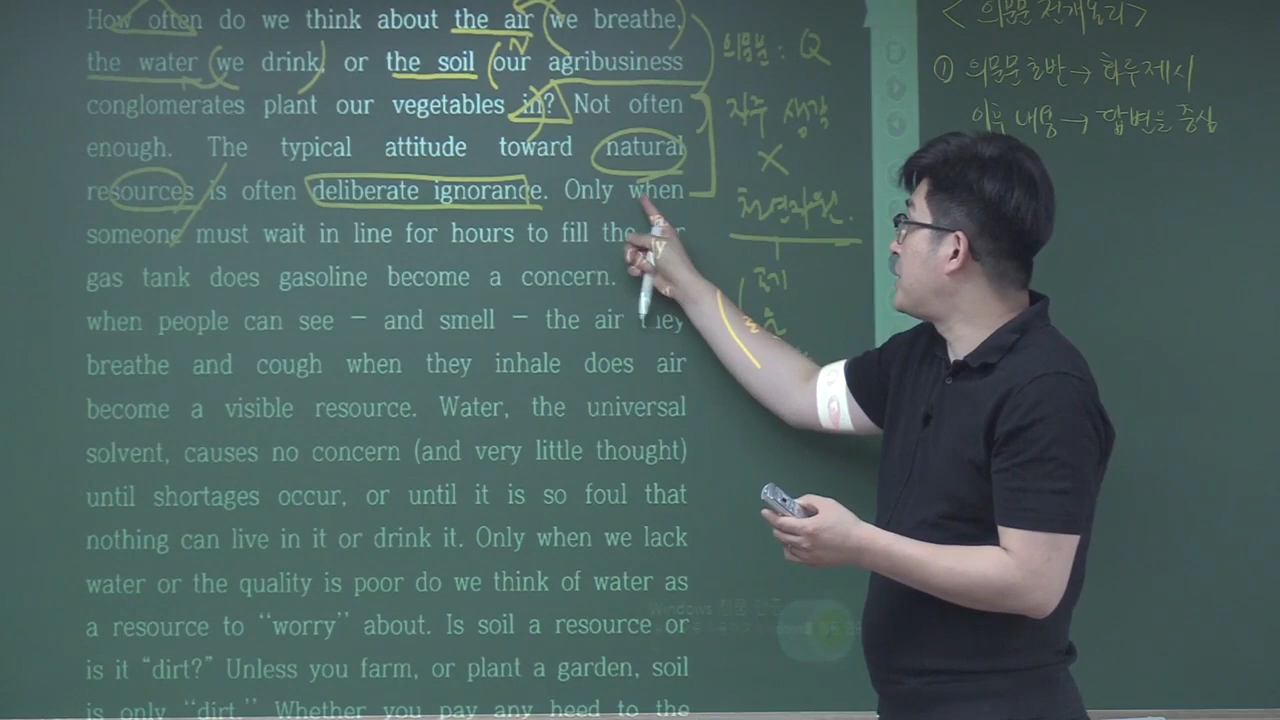 How often do we think about the air we breathe,
the water we drink, or the soil our agribusiness
conglomerates plant our vegetables in? Not often
enough. The typical attitude toward natural
resources is often deliberate ignorance. Only when
someone must wait in line for hours to fill the
gas tank does gasoline become a concern.
when people can see – and smell – the air
breathe and cough when they inhale does air
become a visible resource. Water, the universal
solvent, causes no concern (and very little thought)
until shortages occur, or until it is so foul that
nothing can live in it or drink it. Only when we lack
water or the quality is poor do we think of water as
a resource to “worry” about. Is soil a resource or
is it “dirt?” Unless you farm, or plant a garden, soil
is only “dirt.” Whether you pay any heed to the
N
의문문 : Q
자주 생각
X
천연자원.
< 의문문 전개논리 >
① 의문문 초반 → 화두 제시
이후 내용 → 답변을 중심
Windows